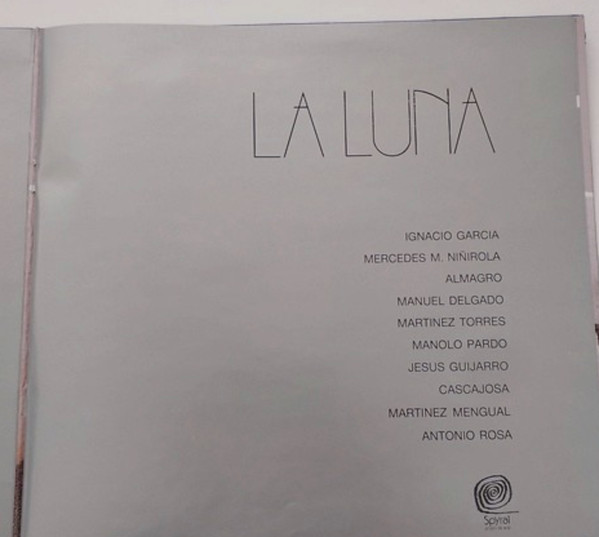 LA LUNA
IGNACIO GARCIA
MERCEDES M. NIÑIROLA
ALMAGRO
MANUEL DELGADO
MARTINEZ TORRES
MANOLO PARDO
JESUS GUIJARRO
CASCAJOSA
MARTINEZ MENGUAL
ANTONIO ROSA
Spyral